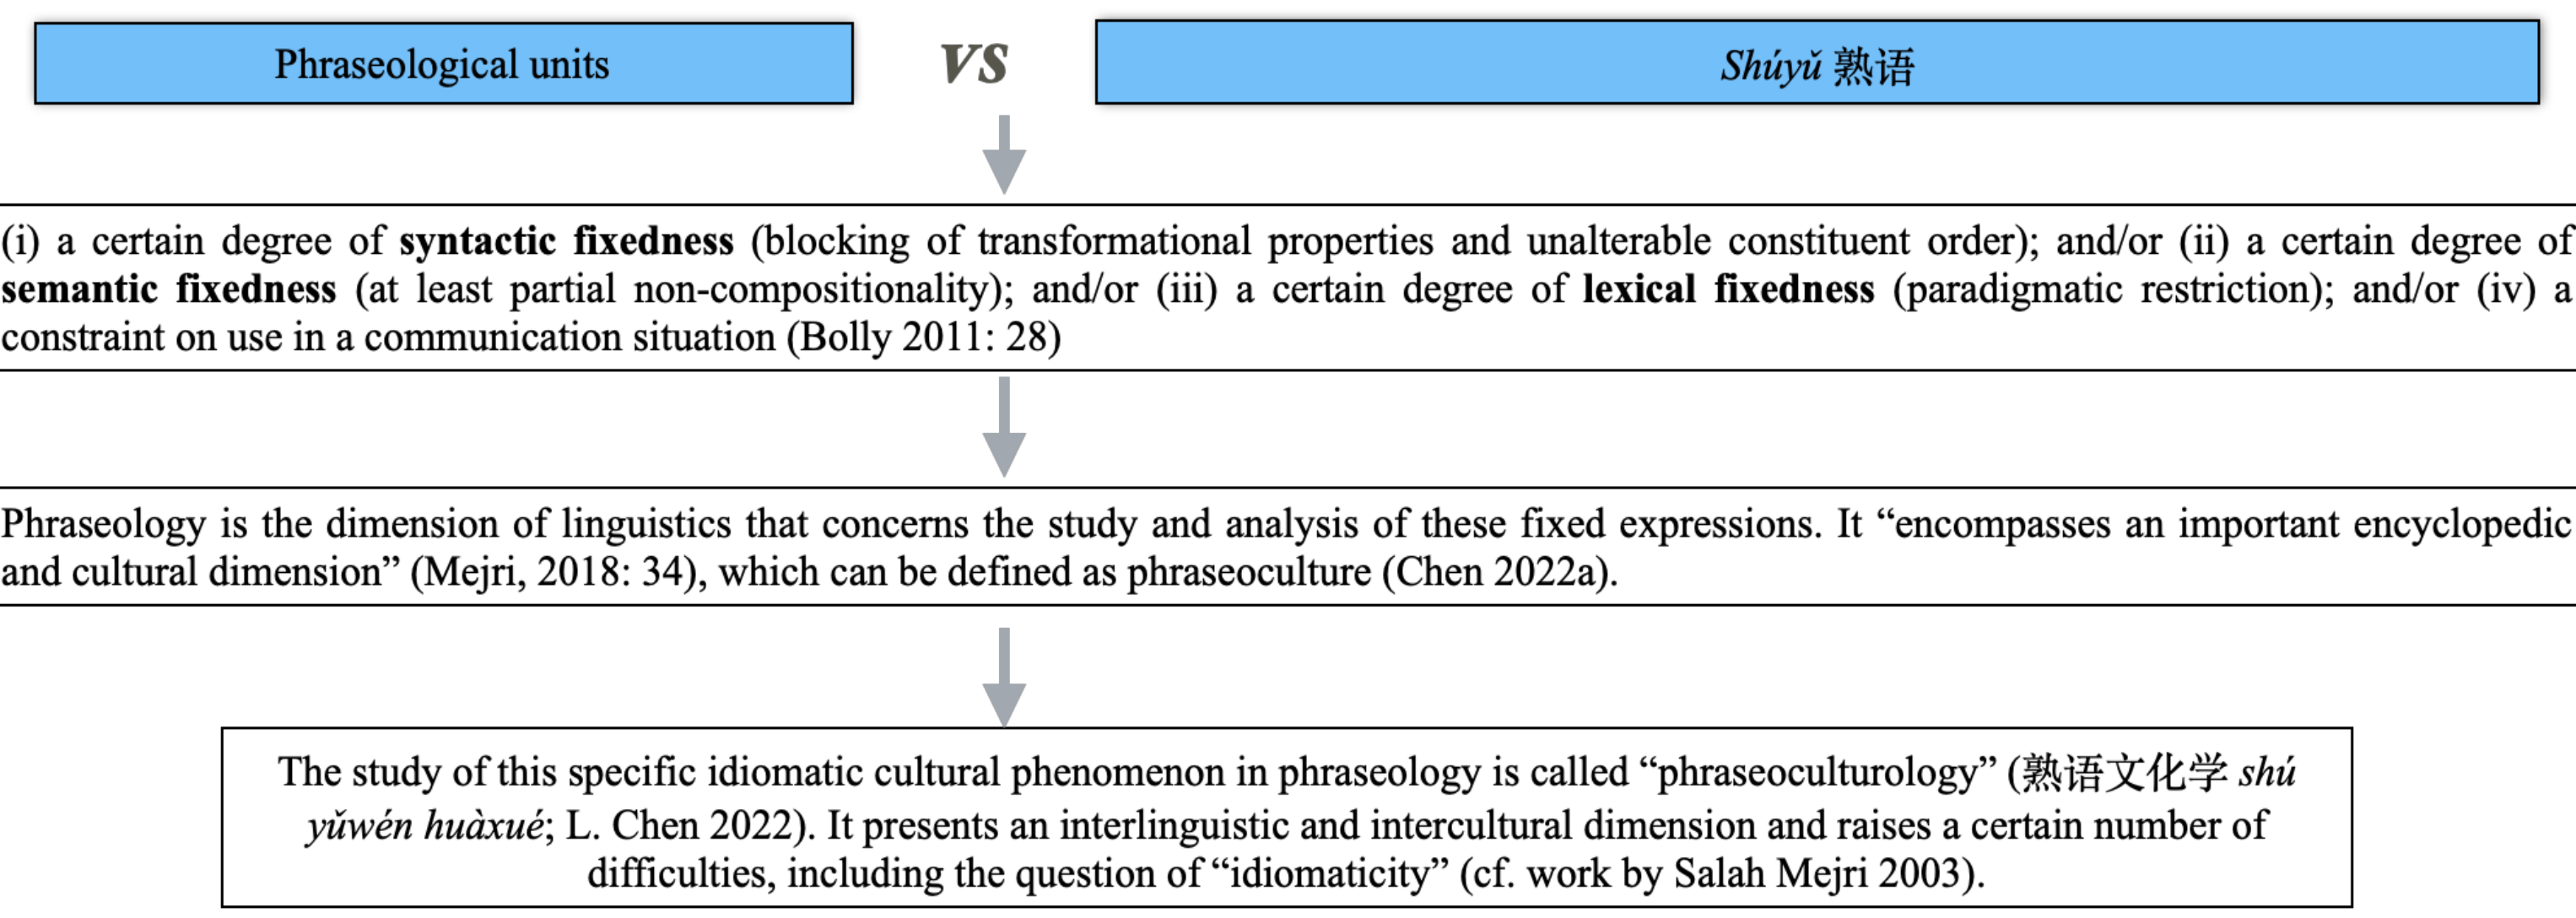 Phraseological units
vs
Shúyǔ 熟语
(i) a certain degree of syntactic fixedness (blocking of transformational properties and unalterable constituent order); and/or (ii) a certain degree of
semantic fixedness (at least partial non-compositionality); and/or (iii) a certain degree of lexical fixedness (paradigmatic restriction); and/or (iv) a
constraint on use in a communication situation (Bolly 2011: 28)
Phraseology is the dimension of linguistics that concerns the study and analysis of these fixed expressions. It “encompasses an important encyclopedic
and cultural dimension” (Mejri, 2018: 34), which can be defined as phraseoculture (Chen 2022a).
The study of this specific idiomatic cultural phenomenon in phraseology is called “phraseoculturology” (熟语文化学 shú
yǔwén huàxué; L. Chen 2022). It presents an interlinguistic and intercultural dimension and raises a certain number of
difficulties, including the question of “idiomaticity” (cf. work by Salah Mejri 2003).